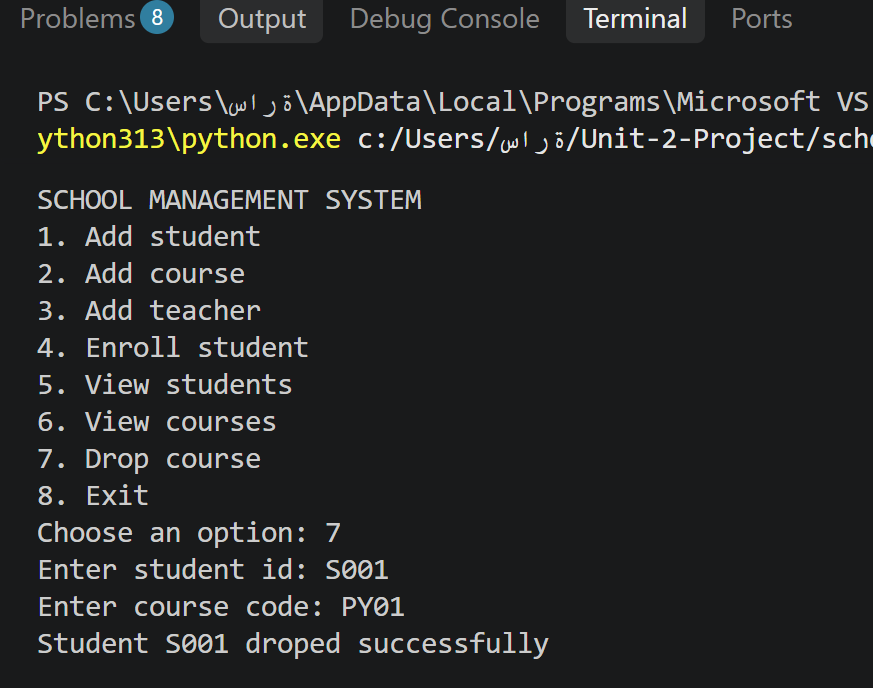 Problems 8 Output Debug Console Terminal Ports
PS C:\Users\سارة\AppData\Local\Programs\Microsoft VS
ython313\python.exe c:/Users/سارة/Unit-2-Project/scho
SCHOOL MANAGEMENT SYSTEM
1. Add student
2. Add course
3. Add teacher
4. Enroll student
5. View students
6. View courses
7. Drop course
8. Exit
Choose an option: 7
Enter student id: S001
Enter course code: PY01
Student S001 droped successfully